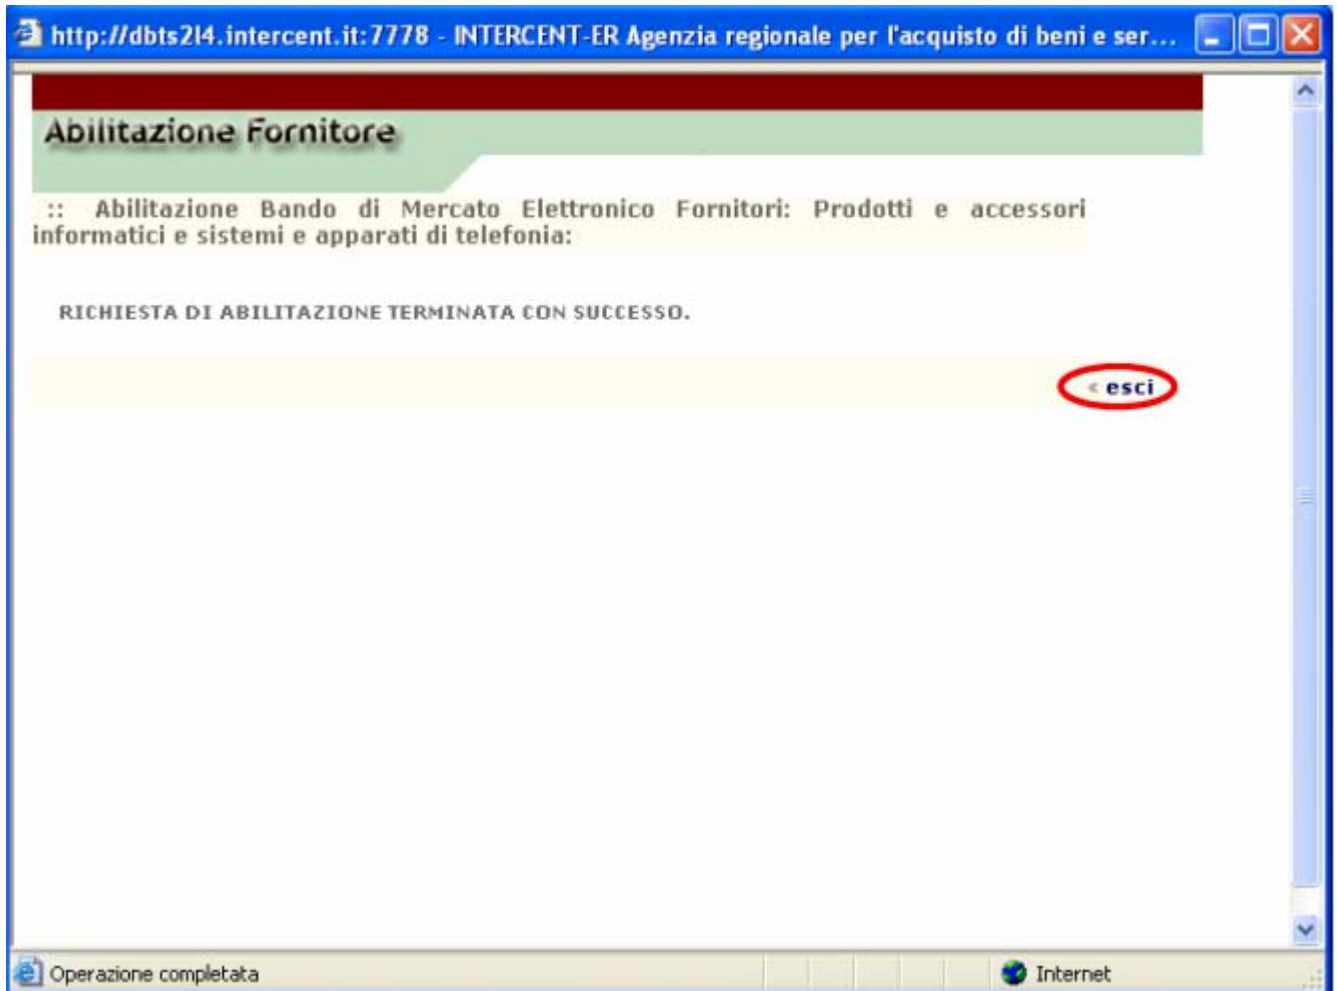 http://dbts2l4.intercent.it:7778 - INTERCENT-ER Agenzia regionale per l'acquisto di beni e ser...
Abilitazione Fornitore
:: Abilitazione Bando di Mercato Elettronico Fornitori: Prodotti e accessori
informatici e sistemi e apparati di telefonia:
RICHIESTA DI ABILITAZIONE TERMINATA CON SUCCESSO.
« esci
Operazione completata
Internet